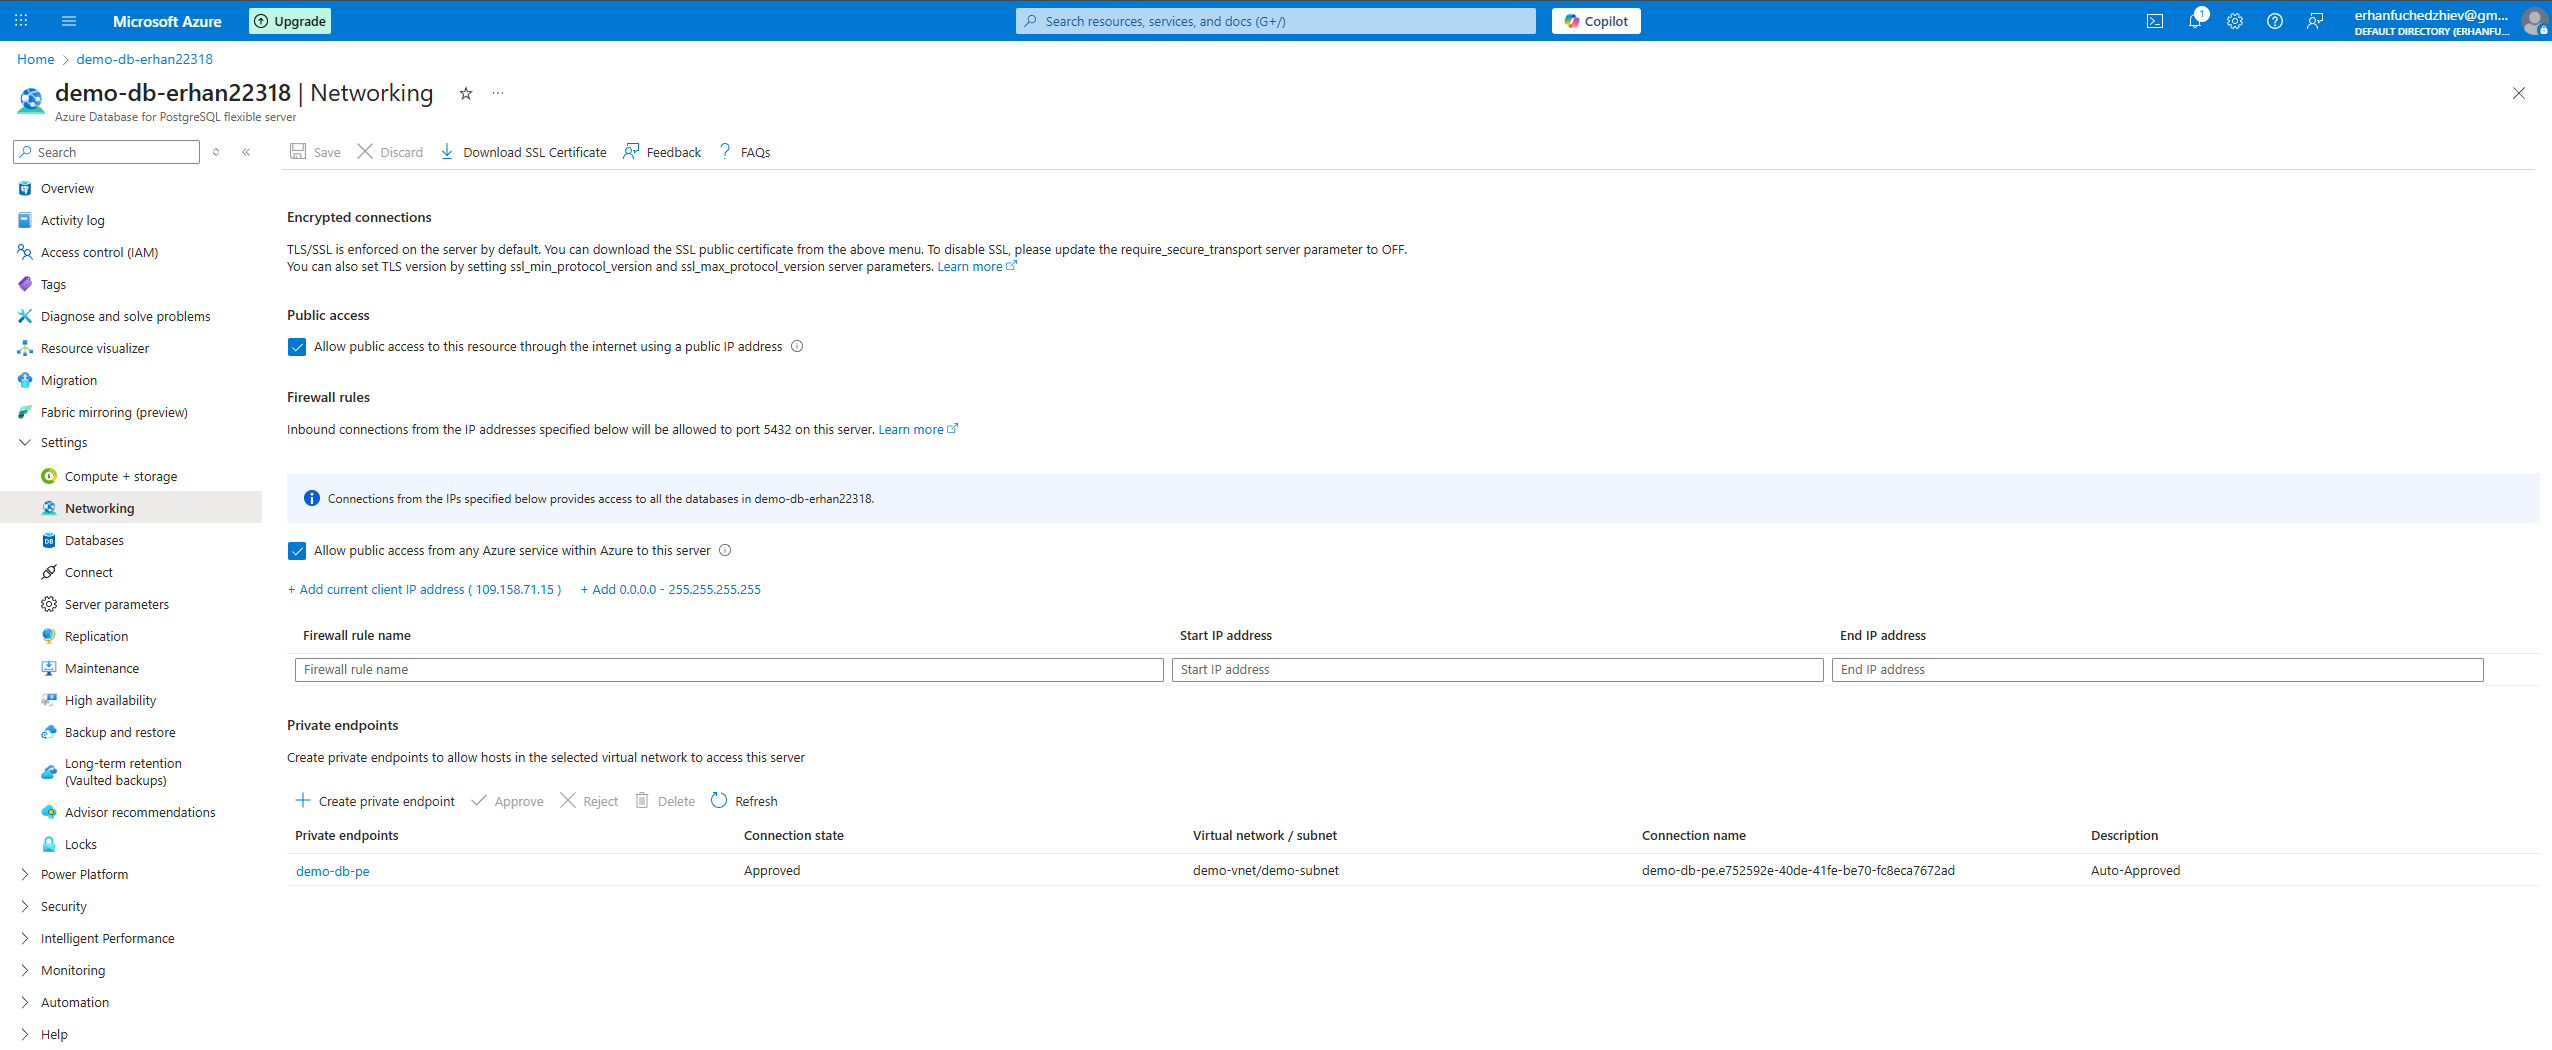 Microsoft Azure
Upgrade
Search resources, services, and docs (G+/)
Copilot
1
erhanfuchedzhiev@gm...
DEFAULT DIRECTORY (ERHANFU...
Home > demo-db-erhan22318
demo-db-erhan22318 | Networking
Azure Database for PostgreSQL flexible server
Search
Save
Discard
Download SSL Certificate
Feedback
FAQs
Overview
Activity log
Access control (IAM)
Tags
Diagnose and solve problems
Resource visualizer
Migration
Fabric mirroring (preview)
Settings
Compute + storage
Networking
Databases
Connect
Server parameters
Replication
Maintenance
High availability
Backup and restore
Long-term retention
(Vaulted backups)
Advisor recommendations
Locks
Power Platform
Security
Intelligent Performance
Monitoring
Automation
Help
Encrypted connections
TLS/SSL is enforced on the server by default. You can download the SSL public certificate from the above menu. To disable SSL, please update the require_secure_transport server parameter to OFF.
You can also set TLS version by setting ssl_min_protocol_version and ssl_max_protocol_version server parameters. Learn more
Public access
Allow public access to this resource through the internet using a public IP address
Firewall rules
Inbound connections from the IP addresses specified below will be allowed to port 5432 on this server. Learn more
Connections from the IPs specified below provides access to all the databases in demo-db-erhan22318.
Allow public access from any Azure service within Azure to this server
+ Add current client IP address ( 109.158.71.15 )
+ Add 0.0.0.0 - 255.255.255.255
Firewall rule name
Start IP address
End IP address
Firewall rule name
Start IP address
End IP address
Private endpoints
Create private endpoints to allow hosts in the selected virtual network to access this server
Create private endpoint
Approve
Reject
Delete
Refresh
Private endpoints
Connection state
Virtual network / subnet
Connection name
Description
demo-db-pe
Approved
demo-vnet/demo-subnet
demo-db-pe.e752592e-40de-41fe-be70-fc8eca7672ad
Auto-Approved